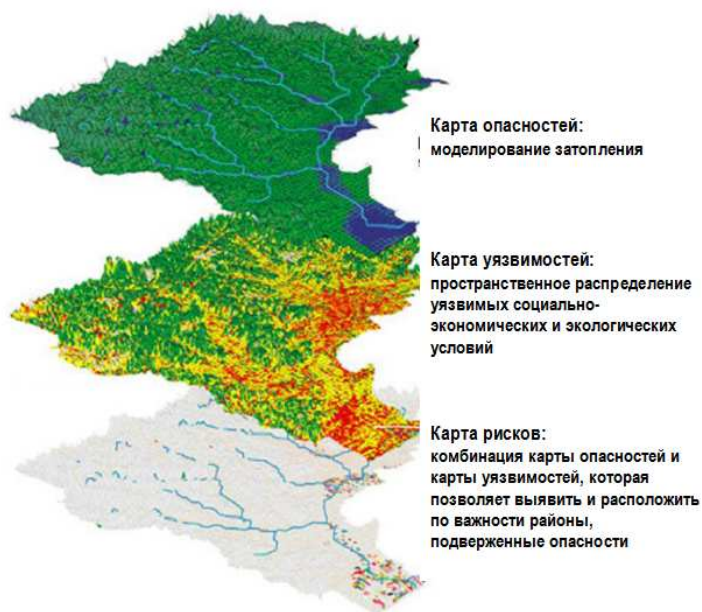 Карта опасностей:
моделирование затопления
Карта уязвимостей:
пространственное распределение
уязвимых социально-
экономических и экологических
условий
Карта рисков:
комбинация карты опасностей и
карты уязвимостей, которая
позволяет выявить и расположить
по важности районы,
подверженные опасности